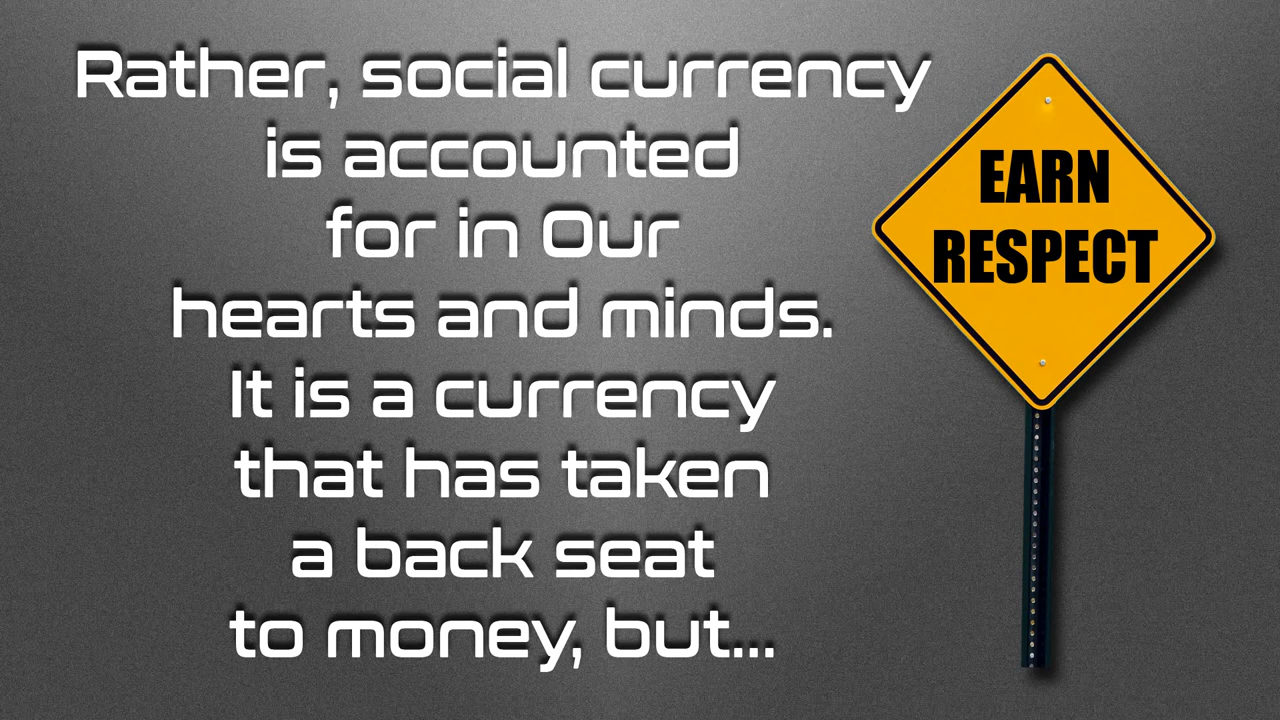 Rather, social currency
is accounted
for in Our
hearts and minds.
It is a currency
that has taken
a back seat
to money, but...
EARN
RESPECT